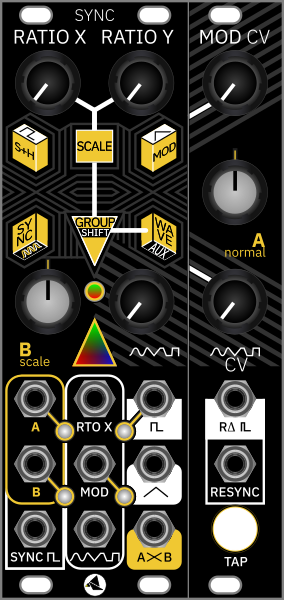 SYNC
RATIO X RATIO Y MOD CV
S+H SCALE MOD
SYNC GROUP WAVE
SHIFT AUX
A
normal
B
scale
CV
A RTO X R∆
B MOD RESYNC
SYNC A B
TAP